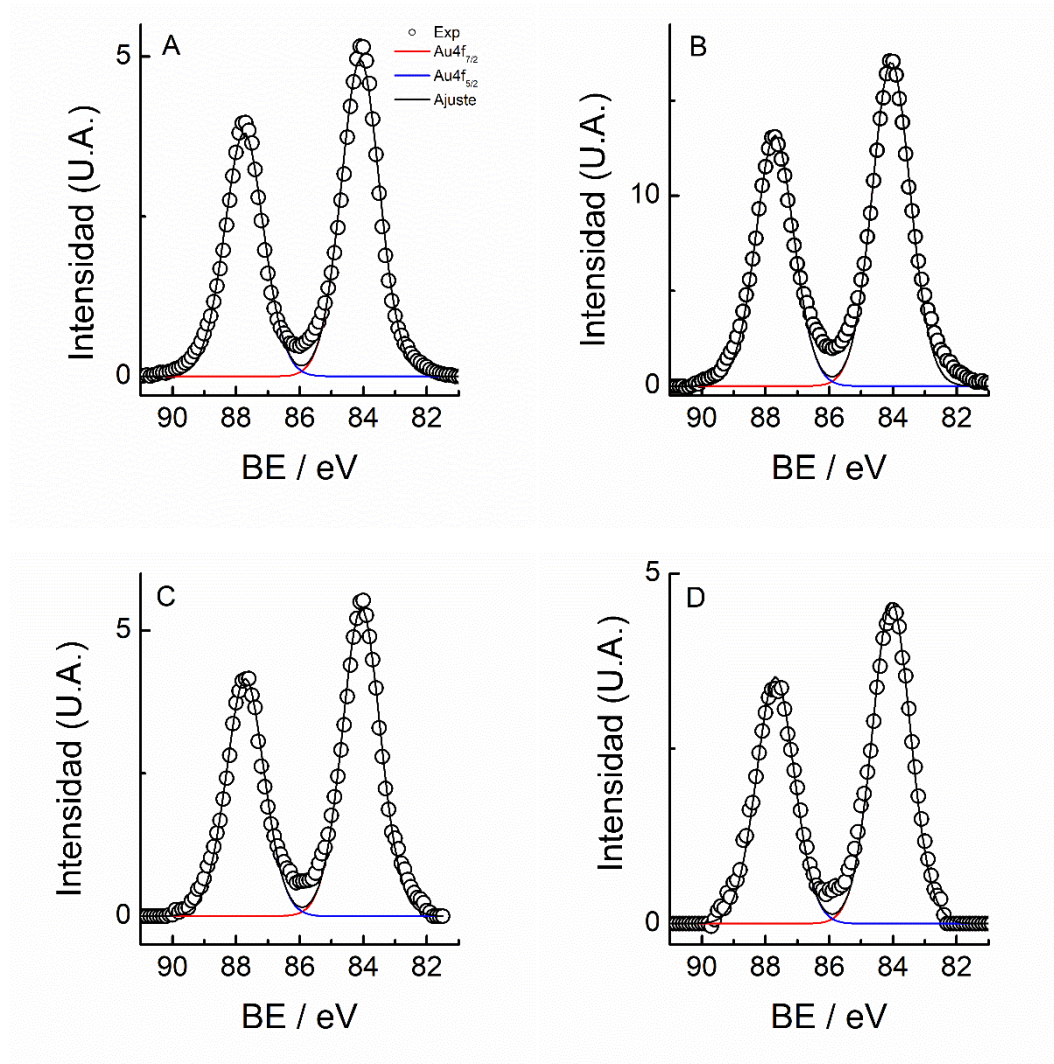 A
Exp
Au4f7/2
Au4f5/2
Ajuste
5
0
Intensidad (U.A.)
90 88 86 84 82
BE / eV
B
10
0
Intensidad (U.A.)
90 88 86 84 82
BE / eV
C
5
0
Intensidad (U.A.)
90 88 86 84 82
BE / eV
D
5
0
Intensidad (U.A.)
90 88 86 84 82
BE / eV